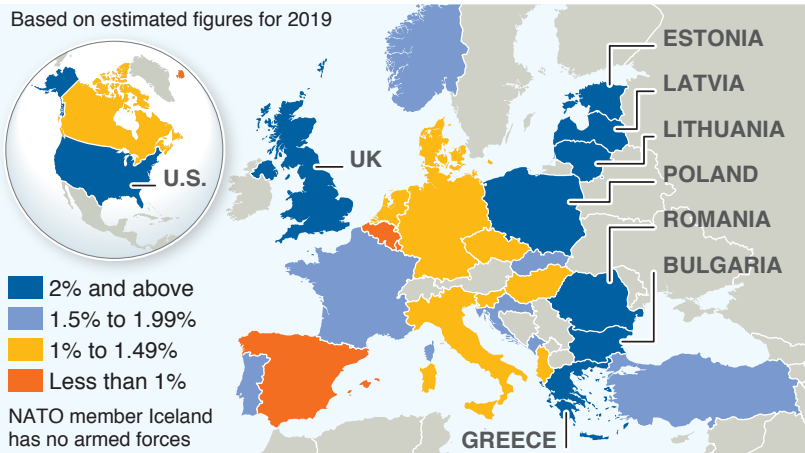 Based on estimated figures for 2019
ESTONIA
LATVIA
LITHUANIA
UK
POLAND
U.S.
ROMANIA
BULGARIA
2% and above
1.5% to 1.99%
1% to 1.49%
Less than 1%
NATO member Iceland
has no armed forces
GREECE